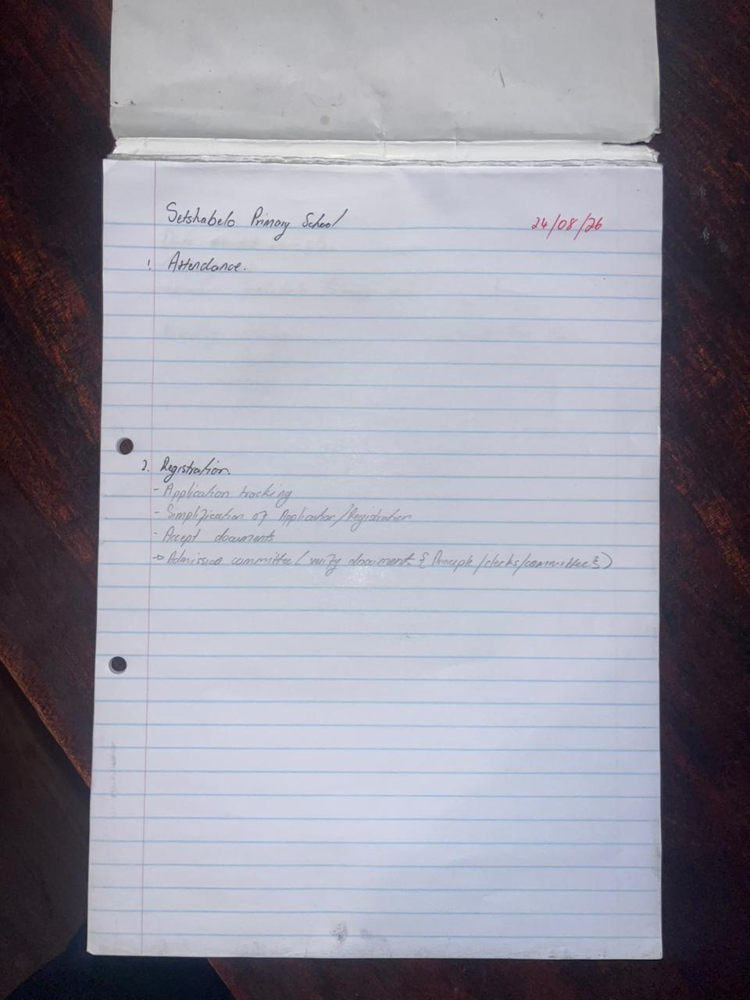 Setshabelo Primary School
24/08/26
1. Attendance.
2. Registration.
- Application tracking
- Simplification of Application/Registration
- Accept documents
-> Admission committee ( verify document { Principle/clerks/committee } )